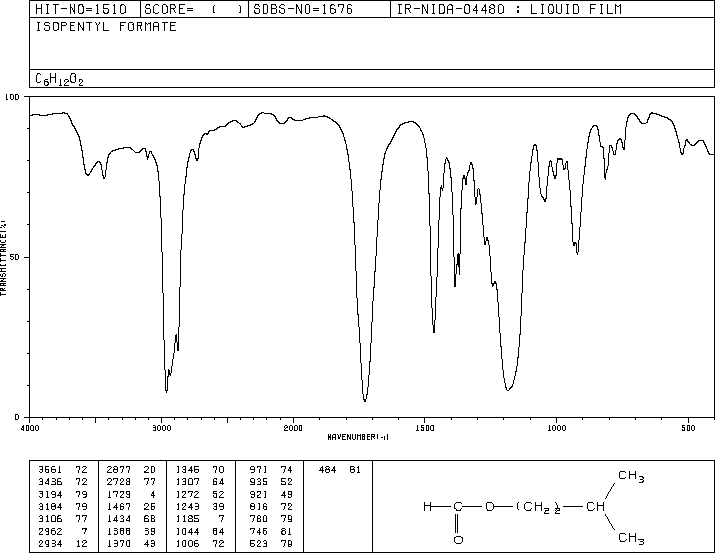 HIT-NO=1510 SCORE= ( ) SDBS-NO=1676 IR-NIDA-04480 : LIQUID FILM
ISOPENTYL FORMATE
C6H12O2
100
50
0
TRANSMITTANCE(%)
4000 3000 2000 1500 1000 500
WAVENUMBER(-1)
3561 72 2877 20 1346 70 971 74 484 81
3436 72 2728 77 1307 64 935 52
3194 79 1729 4 1272 52 921 49
3184 79 1467 26 1243 39 816 72
3106 77 1434 68 1185 7 780 79
2962 7 1388 39 1044 64 746 81
2934 12 1370 43 1006 72 523 79
CH3
H C O (CH2)2 CH
O
CH3